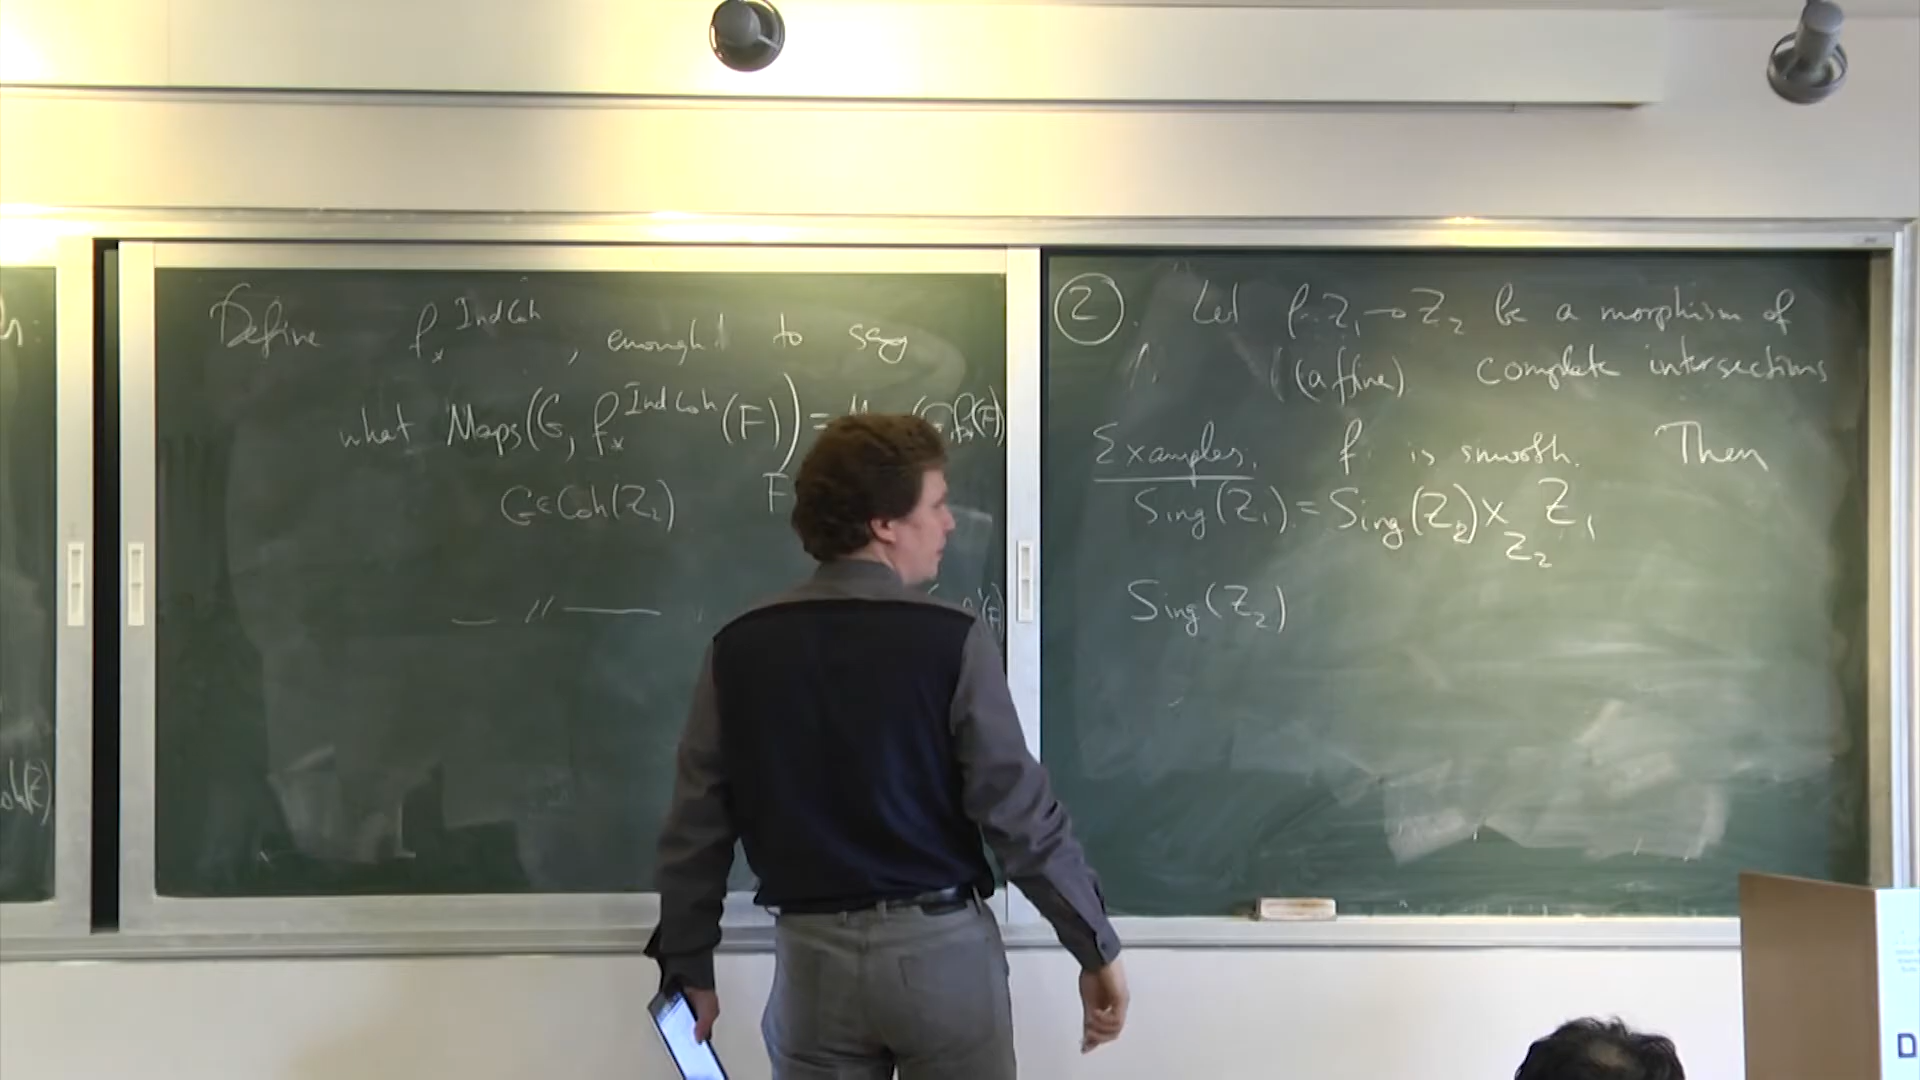 Define f_*^{IndCoh}, enough to say
what Maps(G, f_*^{IndCoh}(F)) =
G∈Coh(Z_2) F
— // —
② Let f: Z_1 → Z_2 be a morphism of
(affine) complete intersections
Examples. f is smooth. Then
Sing(Z_1) = Sing(Z_2) ×_{Z_2} Z_1
Sing(Z_2)
D